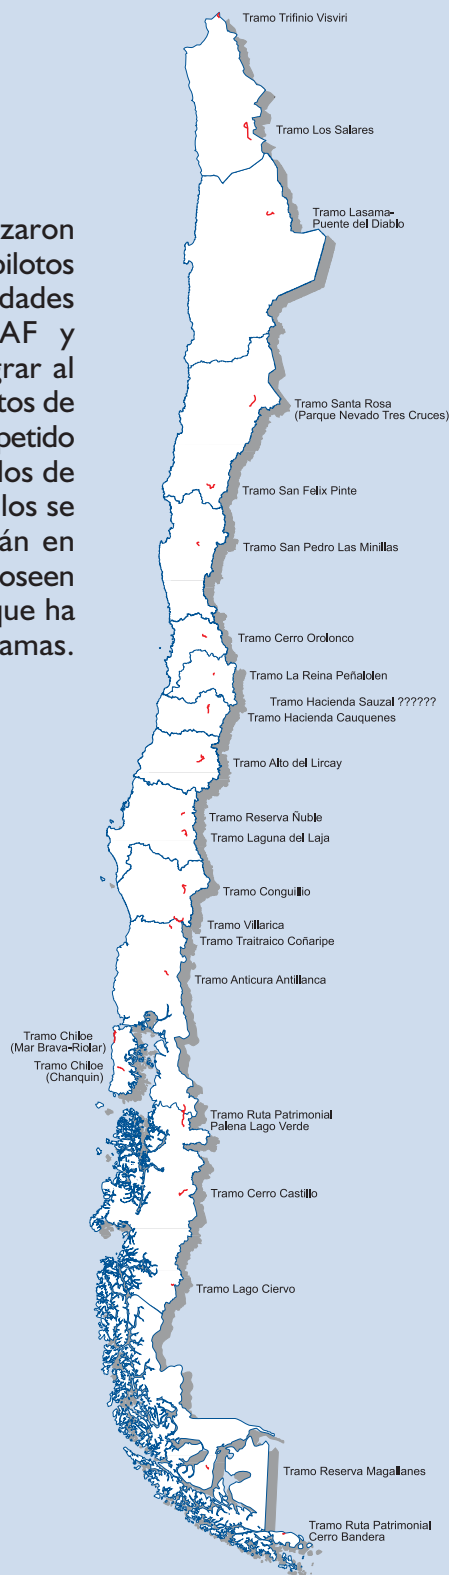 Tramo Trifinio Visviri
Tramo Los Salares
Tramo Lasama-
Puente del Diablo
zaron
pilotos
dades
AF y
grar al
tos de
petido
los de
los se
án en
oseen
que ha
amas.
Tramo Santa Rosa
(Parque Nevado Tres Cruces)
Tramo San Felix Pinte
Tramo San Pedro Las Minillas
Tramo Cerro Orolonco
Tramo La Reina Peñalolen
Tramo Hacienda Sauzal ??????
Tramo Hacienda Cauquenes
Tramo Alto del Lircay
Tramo Reserva Ñuble
Tramo Laguna del Laja
Tramo Conguillio
Tramo Villarica
Tramo Traitraico Coñaripe
Tramo Anticura Antillanca
Tramo Chiloe
(Mar Brava-Riolar)
Tramo Chiloe
(Chanquin)
Tramo Ruta Patrimonial
Palena Lago Verde
Tramo Cerro Castillo
Tramo Lago Ciervo
Tramo Reserva Magallanes
Tramo Ruta Patrimonial
Cerro Bandera